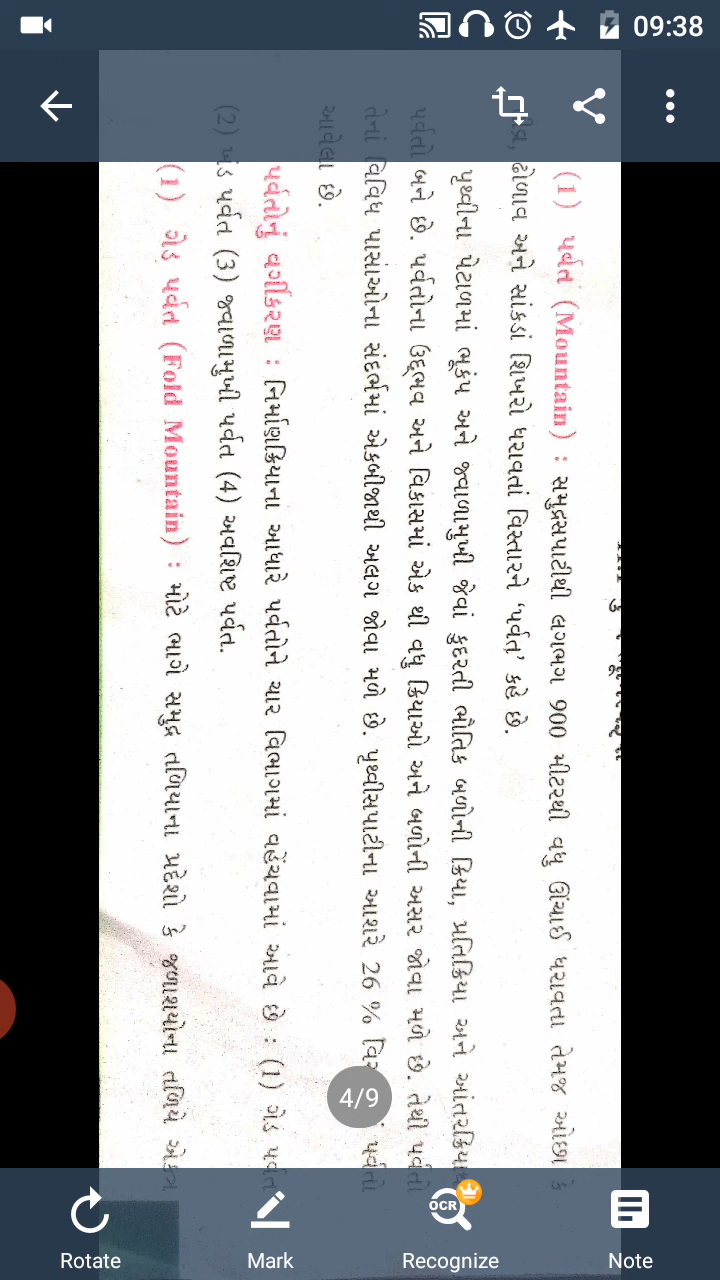 09:38
(1) પર્વત (Mountain) : સમુદ્રસપાટીથી લગભગ 900 મીટરથી વધુ ઊંચાઈ ધરાવતા તેમજ ઓછા કે
ઢોળાવ અને સાંકડાં શિખરો ધરાવતાં વિસ્તારને 'પર્વત' કહે છે.
પૃથ્વીના પેટાળમાં ભૂકંપ અને જ્વાળામુખી જેવાં કુદરતી ભૌતિક બળોની ક્રિયા, પ્રતિક્રિયા અને
પર્વતો બને છે. પર્વતોના ઉદ્દભવ અને વિકાસમાં એક થી વધુ ક્રિયાઓ અને બળોની અસર જોવા મળે છે. તેથી પર્વતો
તેનાં વિવિધ પાસાઓના સંદર્ભમાં એકબીજાથી અલગ જોવા મળે છે. પૃથ્વીસપાટીના આશરે 26 % પર્વતો
આવેલા છે.
પર્વતોનું વર્ગીકરણ : નિર્માણક્રિયાના આધારે પર્વતોને ચાર વિભાગમાં વહેંચવામાં આવે છે : (1) ગેડ પર્વત
(2) ખંડ પર્વત (3) જ્વાળામુખી પર્વત (4) અવશિષ્ટ પર્વત.
(1) ગેડ પર્વત (Fold Mountain) : મોટે ભાગે સમુદ્ર તળિયાના પ્રદેશો કે જળાશયોના તળિયે એકત્ર
4/9
Rotate
Mark
OCR
Recognize
Note